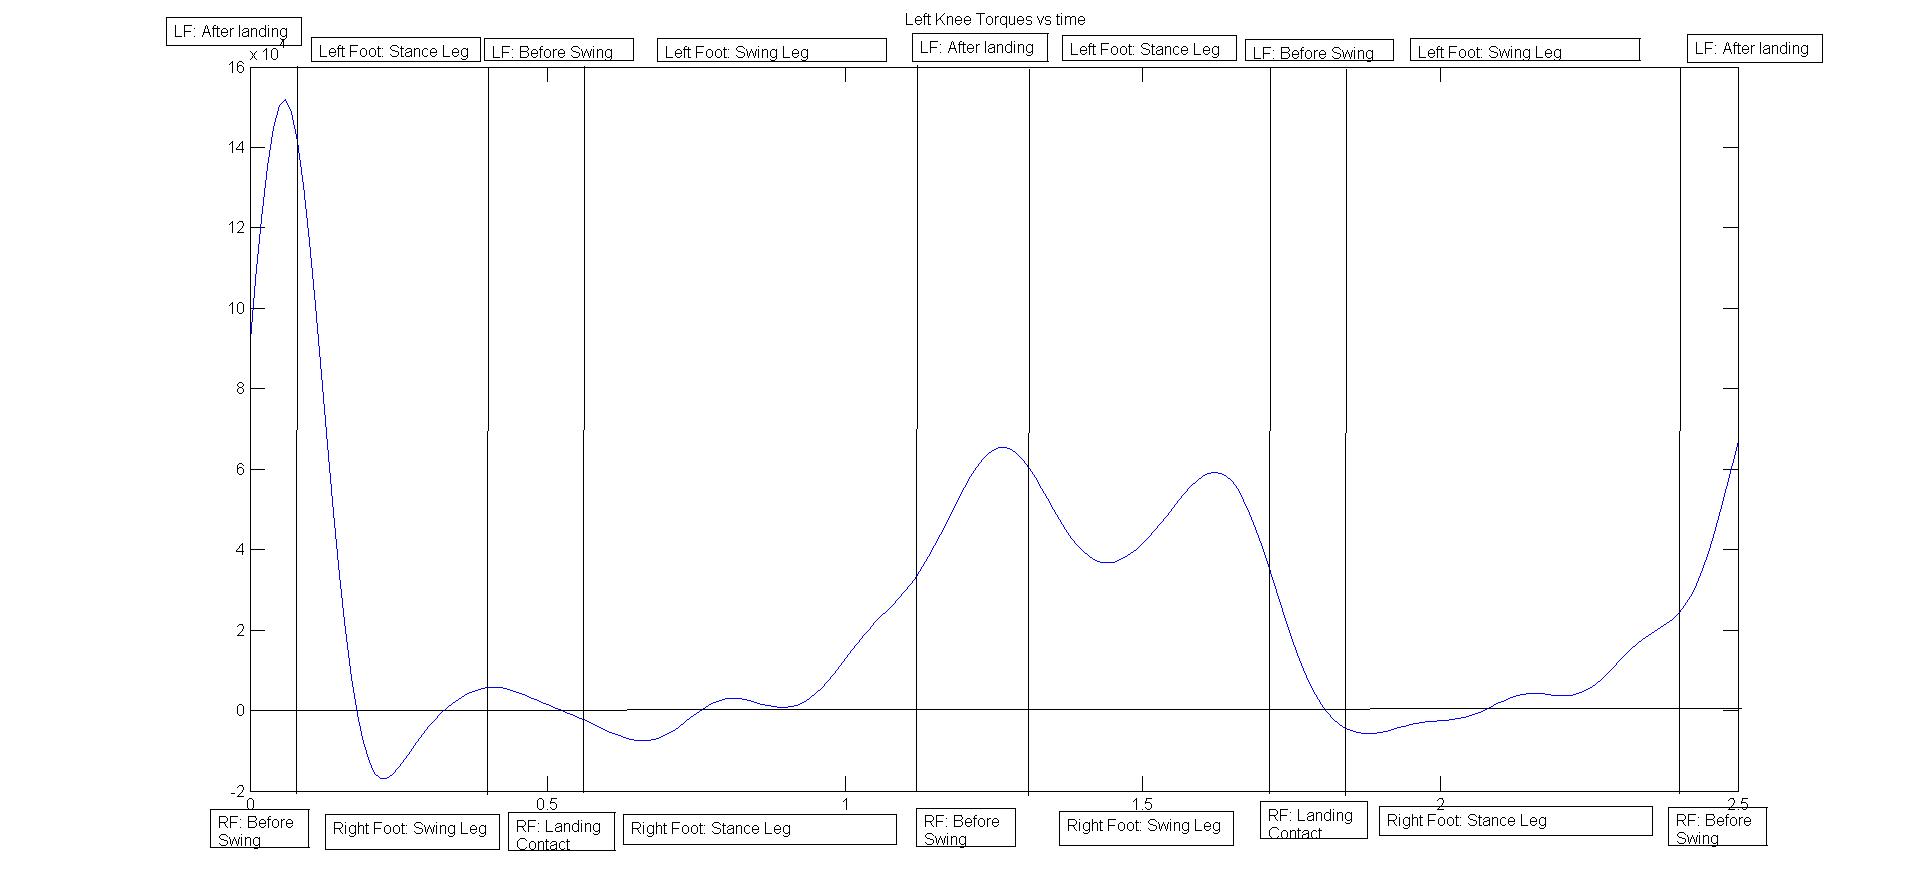 Left Knee Torques vs time
LF: After landing
Left Foot: Stance Leg
LF: Before Swing
Left Foot: Swing Leg
LF: After landing
Left Foot: Stance Leg
LF: Before Swing
Left Foot: Swing Leg
LF: After landing
x 10^4
16
14
12
10
8
6
4
2
0
-2
0
0.5
1
1.5
2
2.5
RF: Before
Swing
Right Foot: Swing Leg
RF: Landing
Contact
Right Foot: Stance Leg
RF: Before
Swing
Right Foot: Swing Leg
RF: Landing
Contact
Right Foot: Stance Leg
RF: Before
Swing